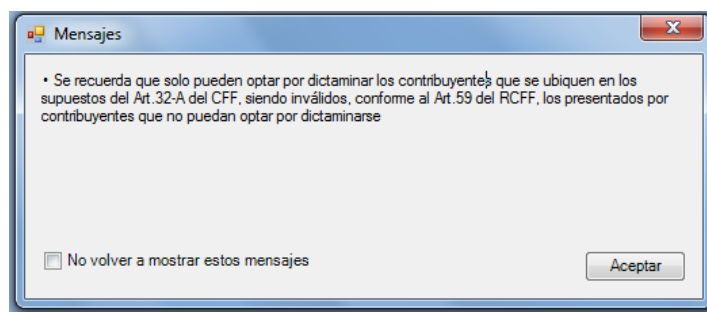 Mensajes
• Se recuerda que solo pueden optar por dictaminar los contribuyentes que se ubiquen en los
supuestos del Art.32-A del CFF, siendo inválidos, conforme al Art.59 del RCFF, los presentados por
contribuyentes que no puedan optar por dictaminarse
No volver a mostrar estos mensajes
Aceptar